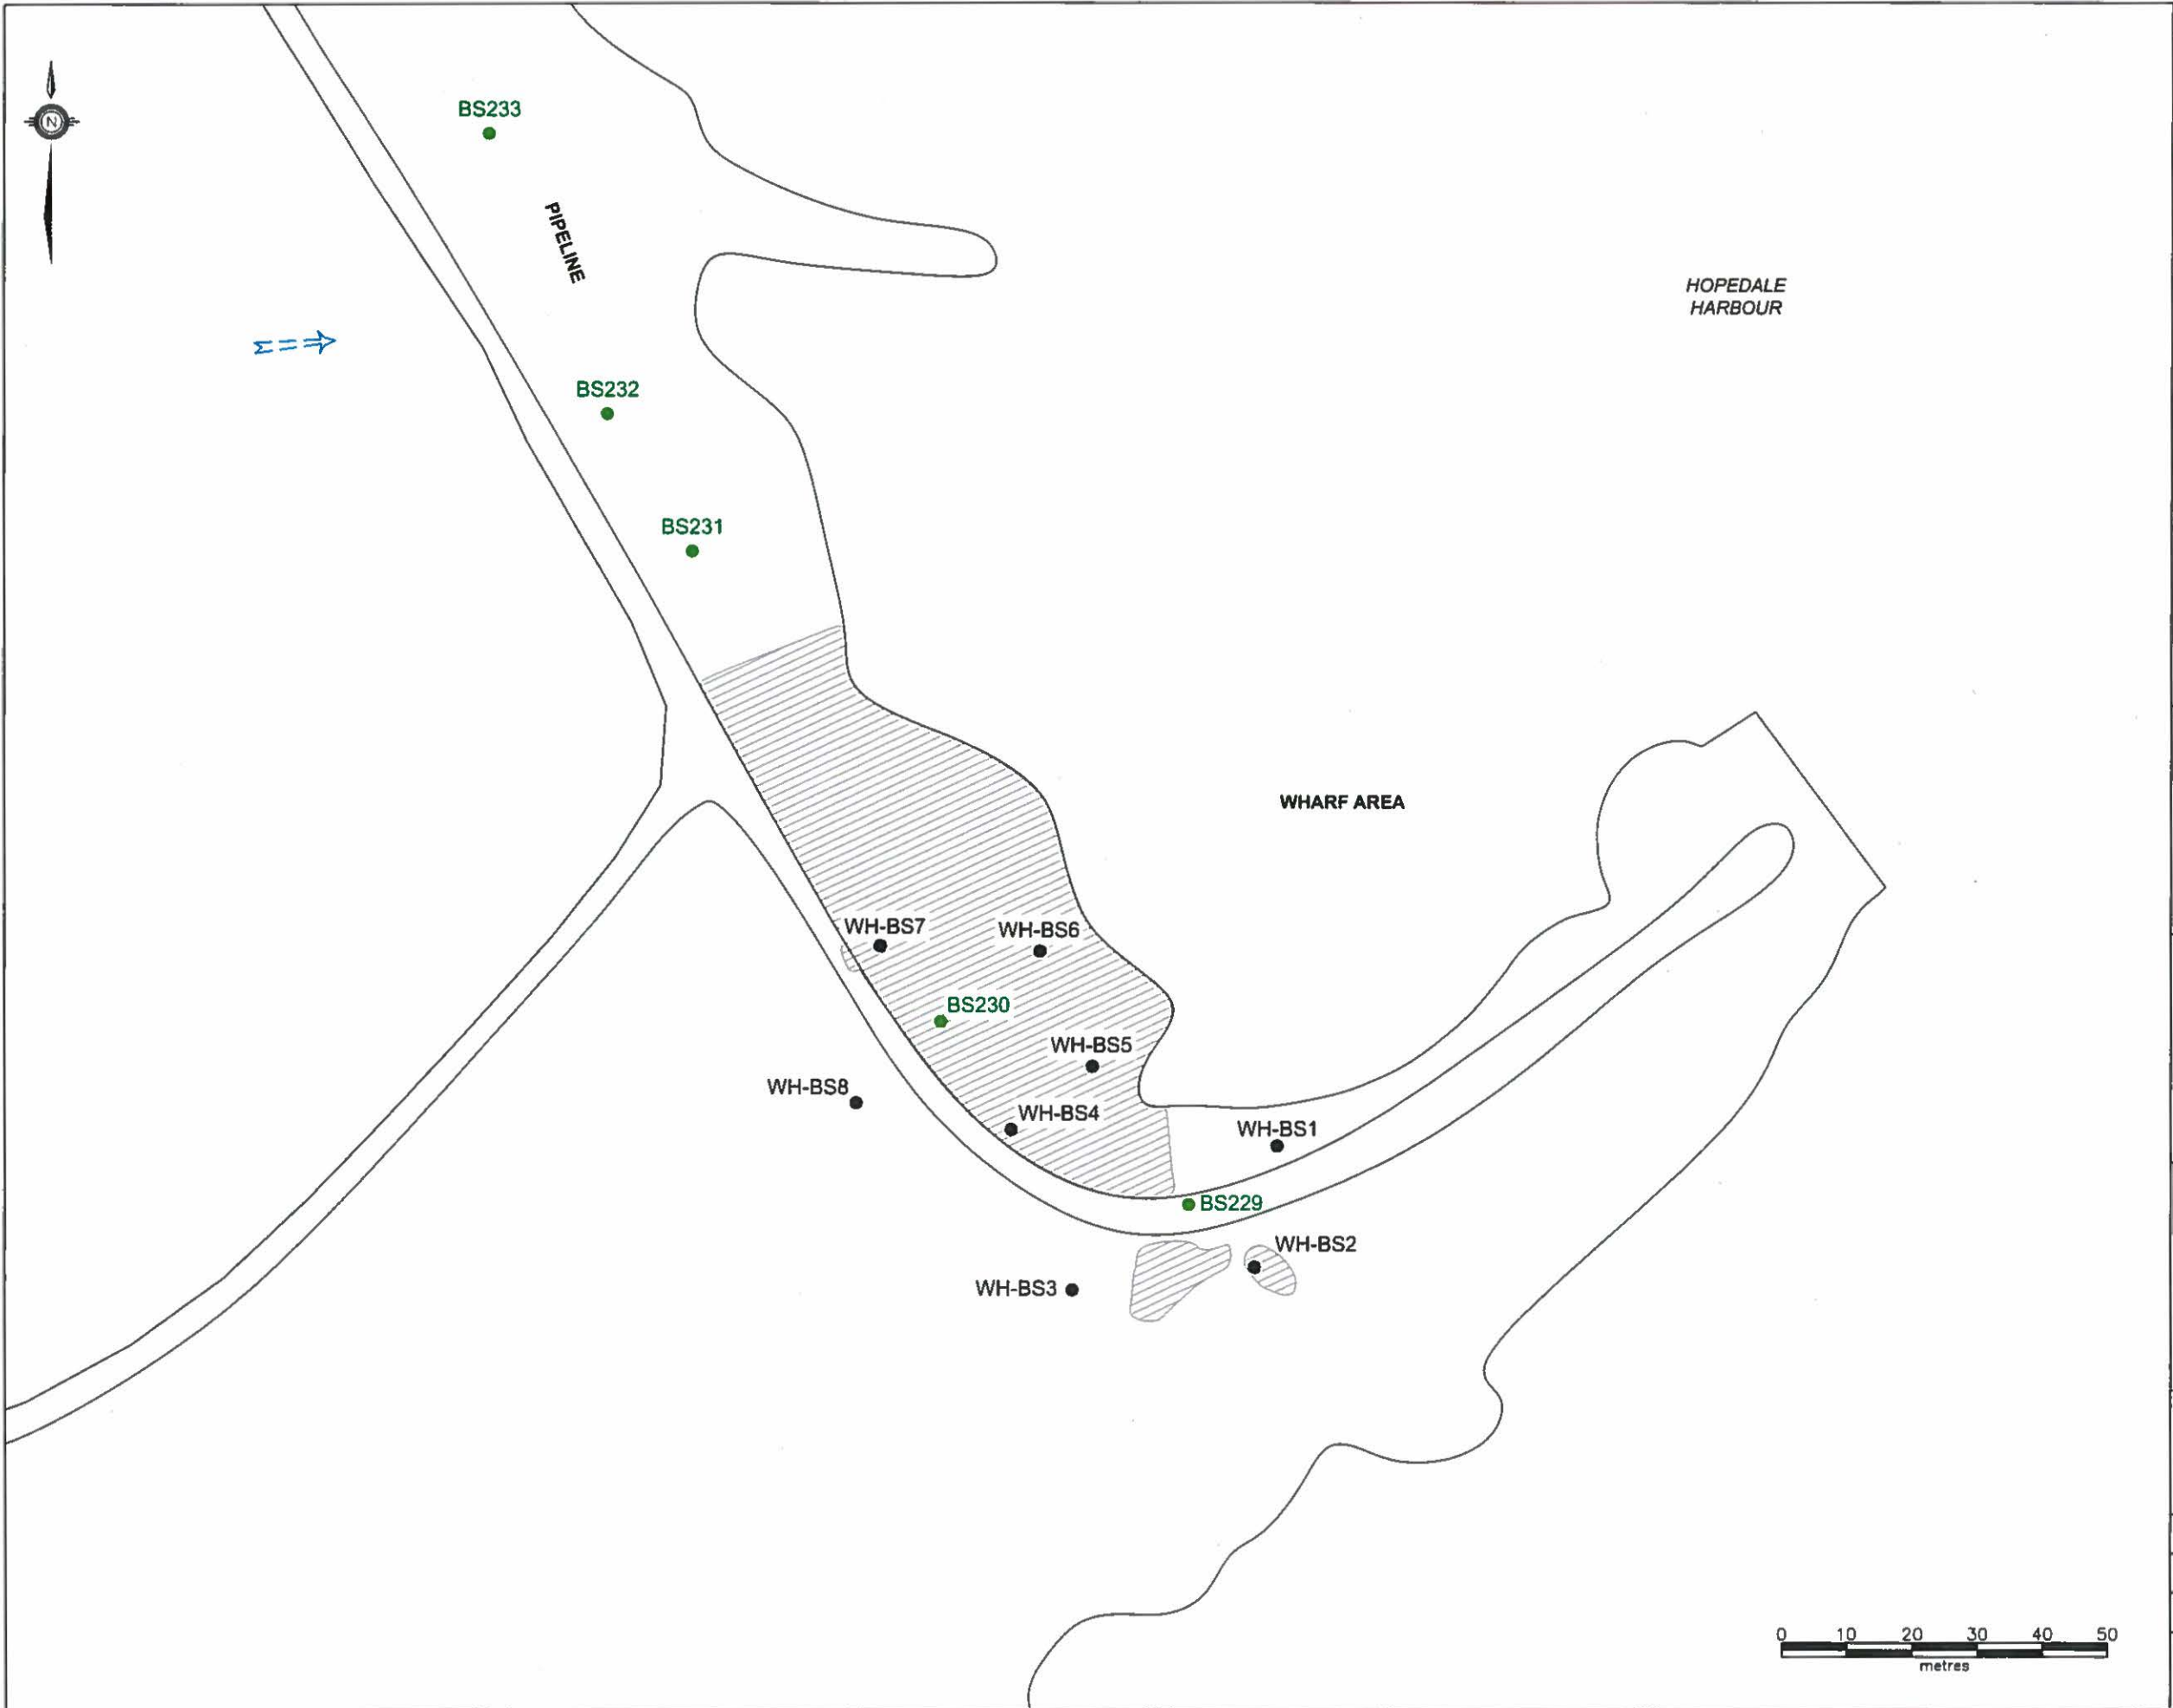 BS233
N
PIPELINE
HOPEDALE
HARBOUR
BS232
BS231
WHARF AREA
WH-BS7
WH-BS6
BS230
WH-BS5
WH-BS8
WH-BS4
WH-BS1
BS229
WH-BS2
WH-BS3
0 10 20 30 40 50
metres